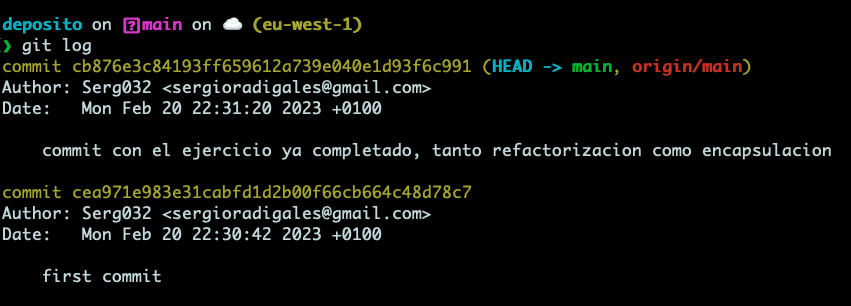 deposito on main on (eu-west-1)
❯ git log
commit cb876e3c84193ff659612a739e040e1d93f6c991 (HEAD -> main, origin/main)
Author: Serg032 <sergioradigales@gmail.com>
Date:   Mon Feb 20 22:31:20 2023 +0100
commit con el ejercicio ya completado, tanto refactorizacion como encapsulacion
commit cea971e983e31cabfd1d2b00f66cb664c48d78c7
Author: Serg032 <sergioradigales@gmail.com>
Date:   Mon Feb 20 22:30:42 2023 +0100
first commit